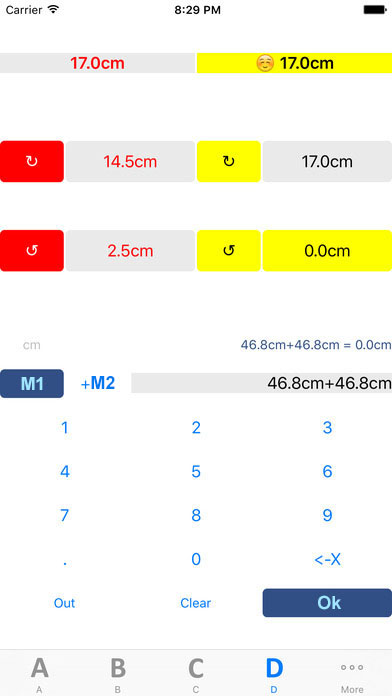 Carrier 8:29 PM
17.0cm ☺️ 17.0cm
↻ 14.5cm ↻ 17.0cm
↺ 2.5cm ↺ 0.0cm
cm 46.8cm+46.8cm = 0.0cm
M1 +M2 46.8cm+46.8cm
1 2 3
4 5 6
7 8 9
. 0 <-X
Out Clear Ok
A B C D ○○○
A B C D More